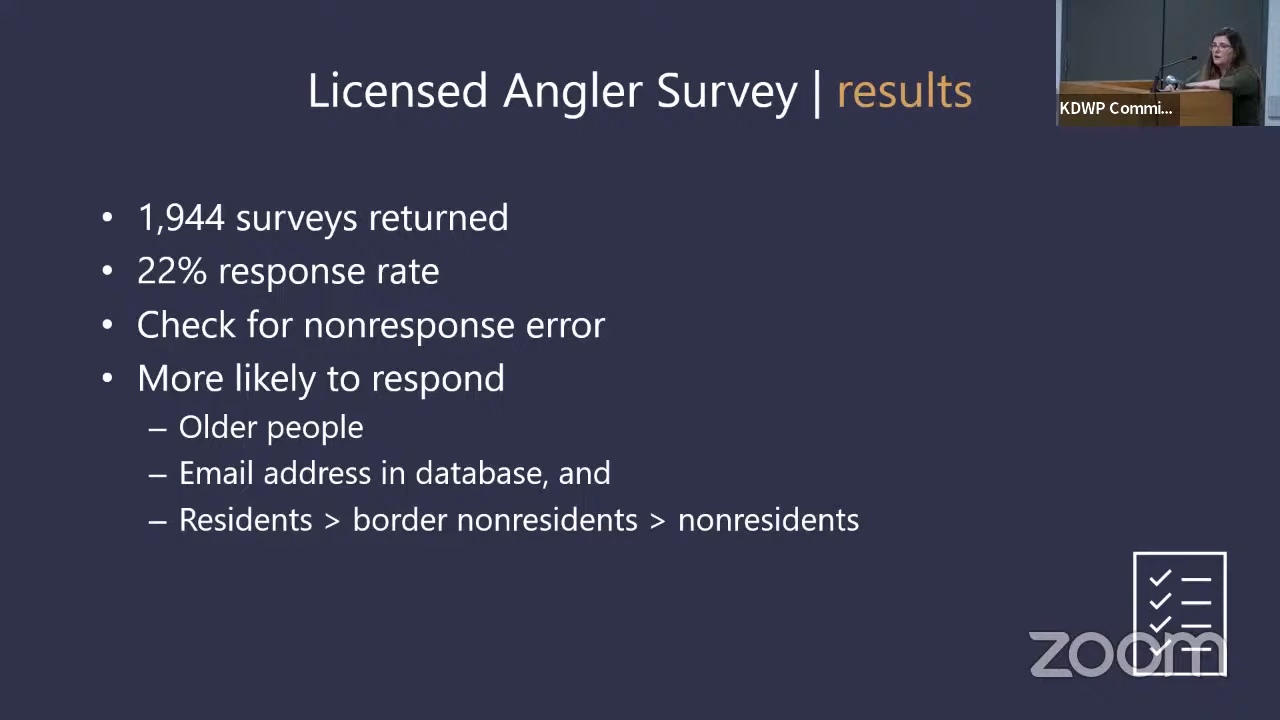 Licensed Angler Survey | results
KDWP Commi...
• 1,944 surveys returned
• 22% response rate
• Check for nonresponse error
• More likely to respond
– Older people
– Email address in database, and
– Residents > border nonresidents > nonresidents
zoom